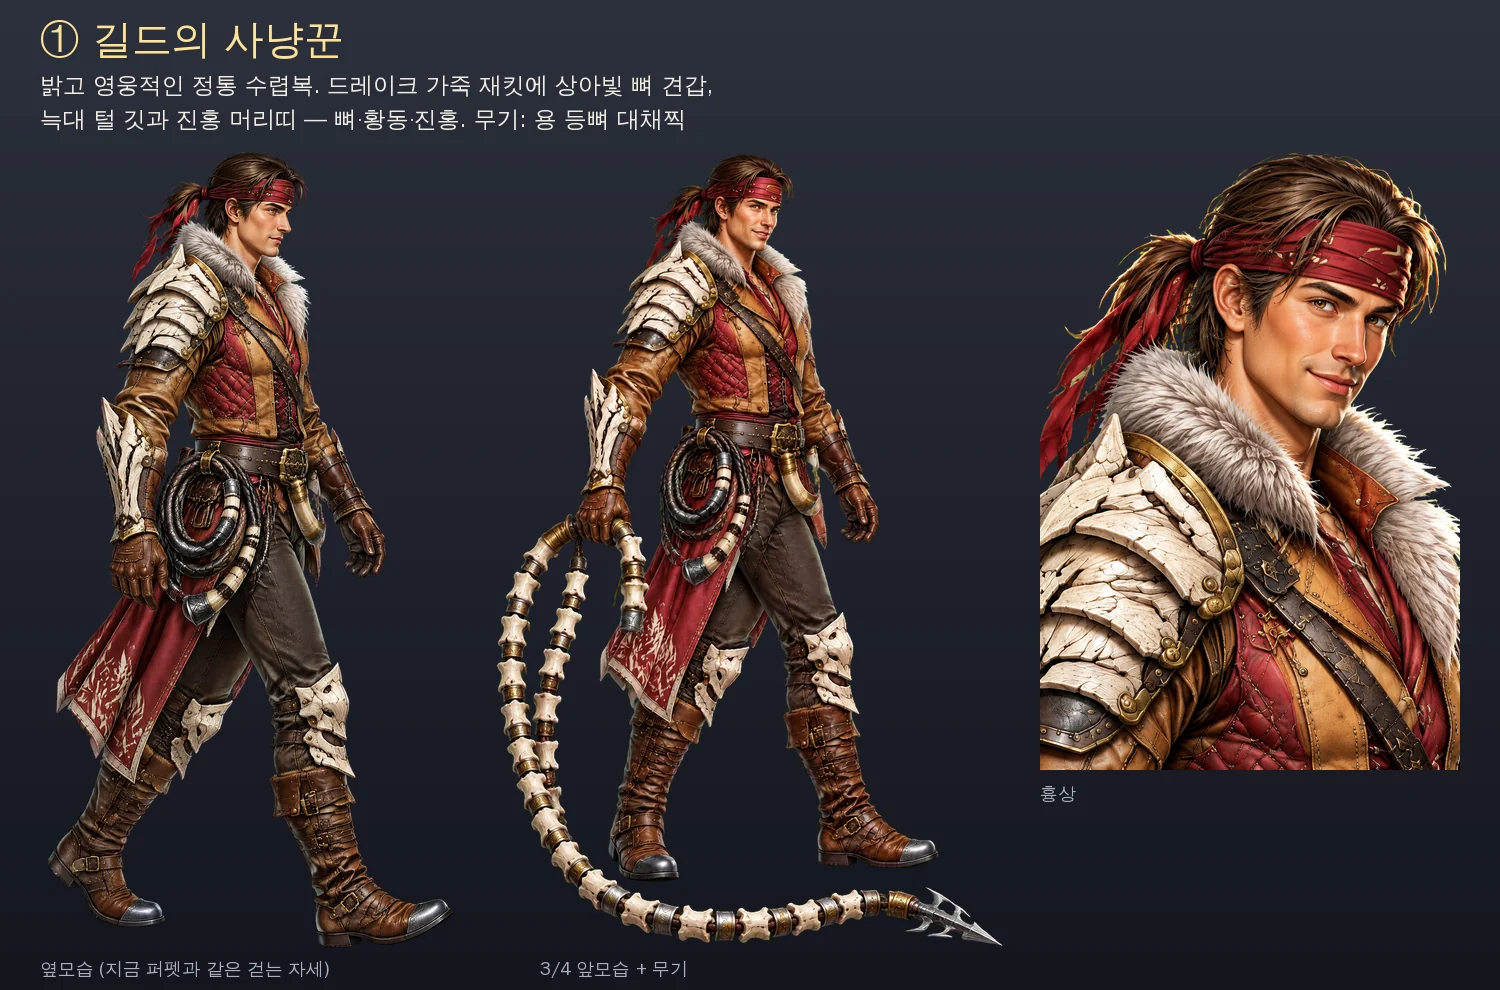 ① 길드의 사냥꾼
밝고 영웅적인 정통 수렵복. 드레이크 가죽 재킷에 상아빛 뼈 견갑,
늑대 털 깃과 진홍 머리띠 — 뼈·황동·진홍. 무기: 용 등뼈 대채찍
흉상
옆모습 (지금 퍼펫과 같은 걷는 자세)
3/4 앞모습 + 무기